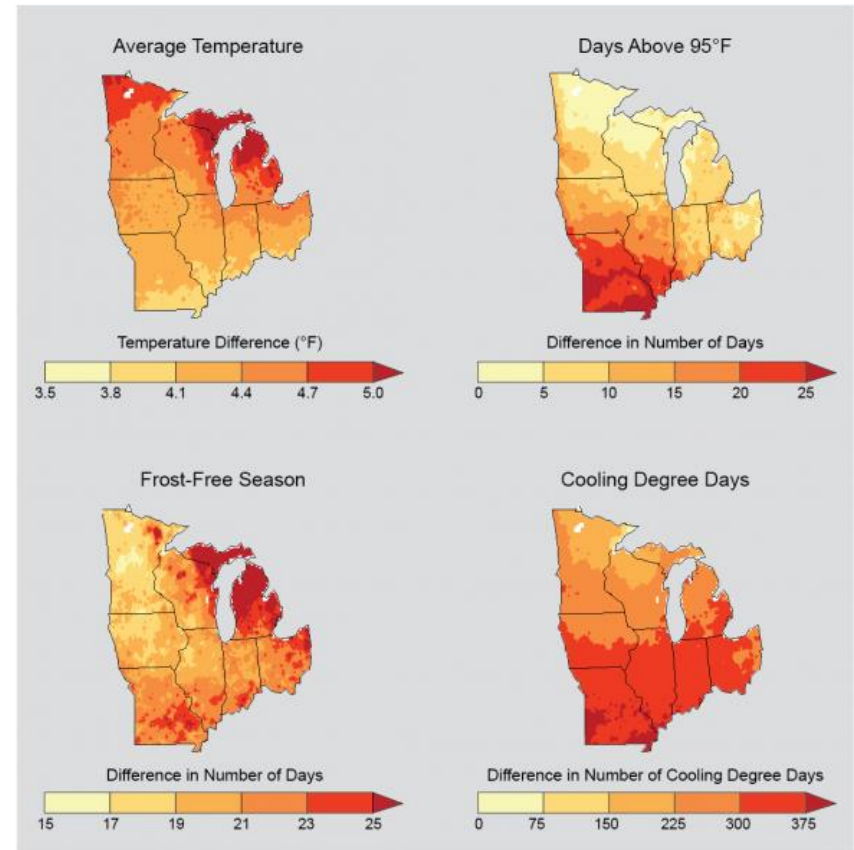 Average Temperature
Days Above 95°F
Temperature Difference (°F)
3.5 3.8 4.1 4.4 4.7 5.0
Difference in Number of Days
0 5 10 15 20 25
Frost-Free Season
Cooling Degree Days
Difference in Number of Days
15 17 19 21 23 25
Difference in Number of Cooling Degree Days
0 75 150 225 300 375